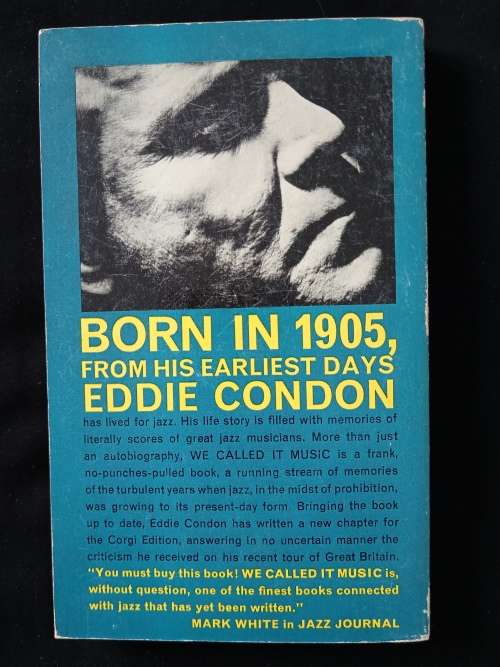 BORN IN 1905,
FROM HIS EARLIEST DAYS
EDDIE CONDON
has lived for jazz. His life story is filled with memories of
literally scores of great jazz musicians. More than just
an autobiography, WE CALLED IT MUSIC is a frank,
no-punches-pulled book, a running stream of memories
of the turbulent years when jazz, in the midst of prohibition,
was growing to its present-day form. Bringing the book
up to date, Eddie Condon has written a new chapter for
the Corgi Edition, answering in no uncertain manner the
criticism he received on his recent tour of Great Britain.
"You must buy this book! WE CALLED IT MUSIC is,
without question, one of the finest books connected
with jazz that has yet been written."
MARK WHITE in JAZZ JOURNAL